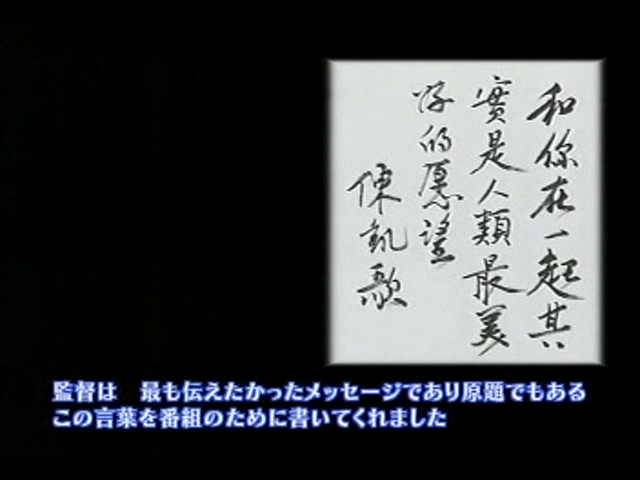 和你在一起其
實是人類最美
好的愿望
陳凱歌
監督は　最も伝えたかったメッセージであり原題でもある
この言葉を番組のために書いてくれました